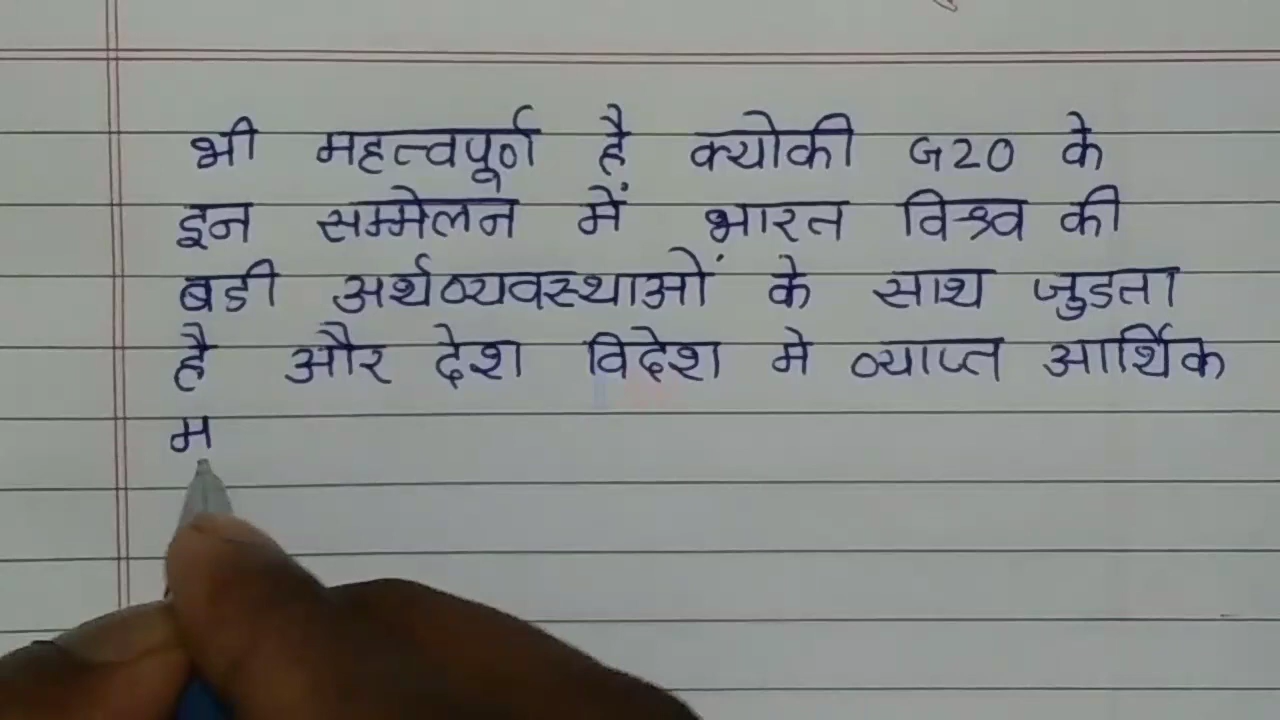 भी महत्वपूर्ण है क्योकी G20 के
इन सम्मेलन में भारत विश्व की
बडी अर्थव्यवस्थाओं के साथ जुडता
है और देश विदेश मे व्याप्त आर्थिक
म